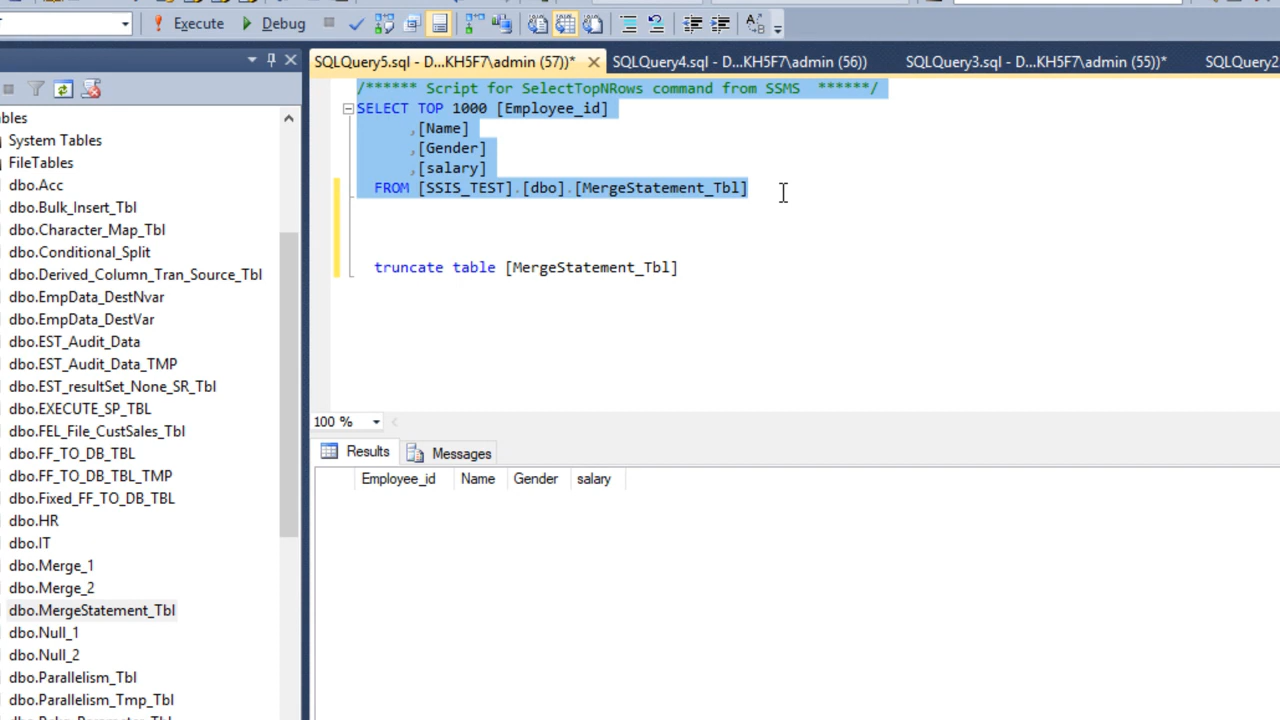 Execute Debug
SQLQuery5.sql - D...KH5F7\admin (57))* SQLQuery4.sql - D...KH5F7\admin (56)) SQLQuery3.sql - D...KH5F7\admin (55))* SQLQuery2
bles
System Tables
FileTables
dbo.Acc
dbo.Bulk_Insert_Tbl
dbo.Character_Map_Tbl
dbo.Conditional_Split
dbo.Derived_Column_Tran_Source_Tbl
dbo.EmpData_DestNvar
dbo.EmpData_DestVar
dbo.EST_Audit_Data
dbo.EST_Audit_Data_TMP
dbo.EST_resultSet_None_SR_Tbl
dbo.EXECUTE_SP_TBL
dbo.FEL_File_CustSales_Tbl
dbo.FF_TO_DB_TBL
dbo.FF_TO_DB_TBL_TMP
dbo.Fixed_FF_TO_DB_TBL
dbo.HR
dbo.IT
dbo.Merge_1
dbo.Merge_2
dbo.MergeStatement_Tbl
dbo.Null_1
dbo.Null_2
dbo.Parallelism_Tbl
dbo.Parallelism_Tmp_Tbl
/****** Script for SelectTopNRows command from SSMS ******/
SELECT TOP 1000 [Employee_id]
,[Name]
,[Gender]
,[salary]
FROM [SSIS_TEST].[dbo].[MergeStatement_Tbl]
truncate table [MergeStatement_Tbl]
100 %
Results Messages
Employee_id Name Gender salary